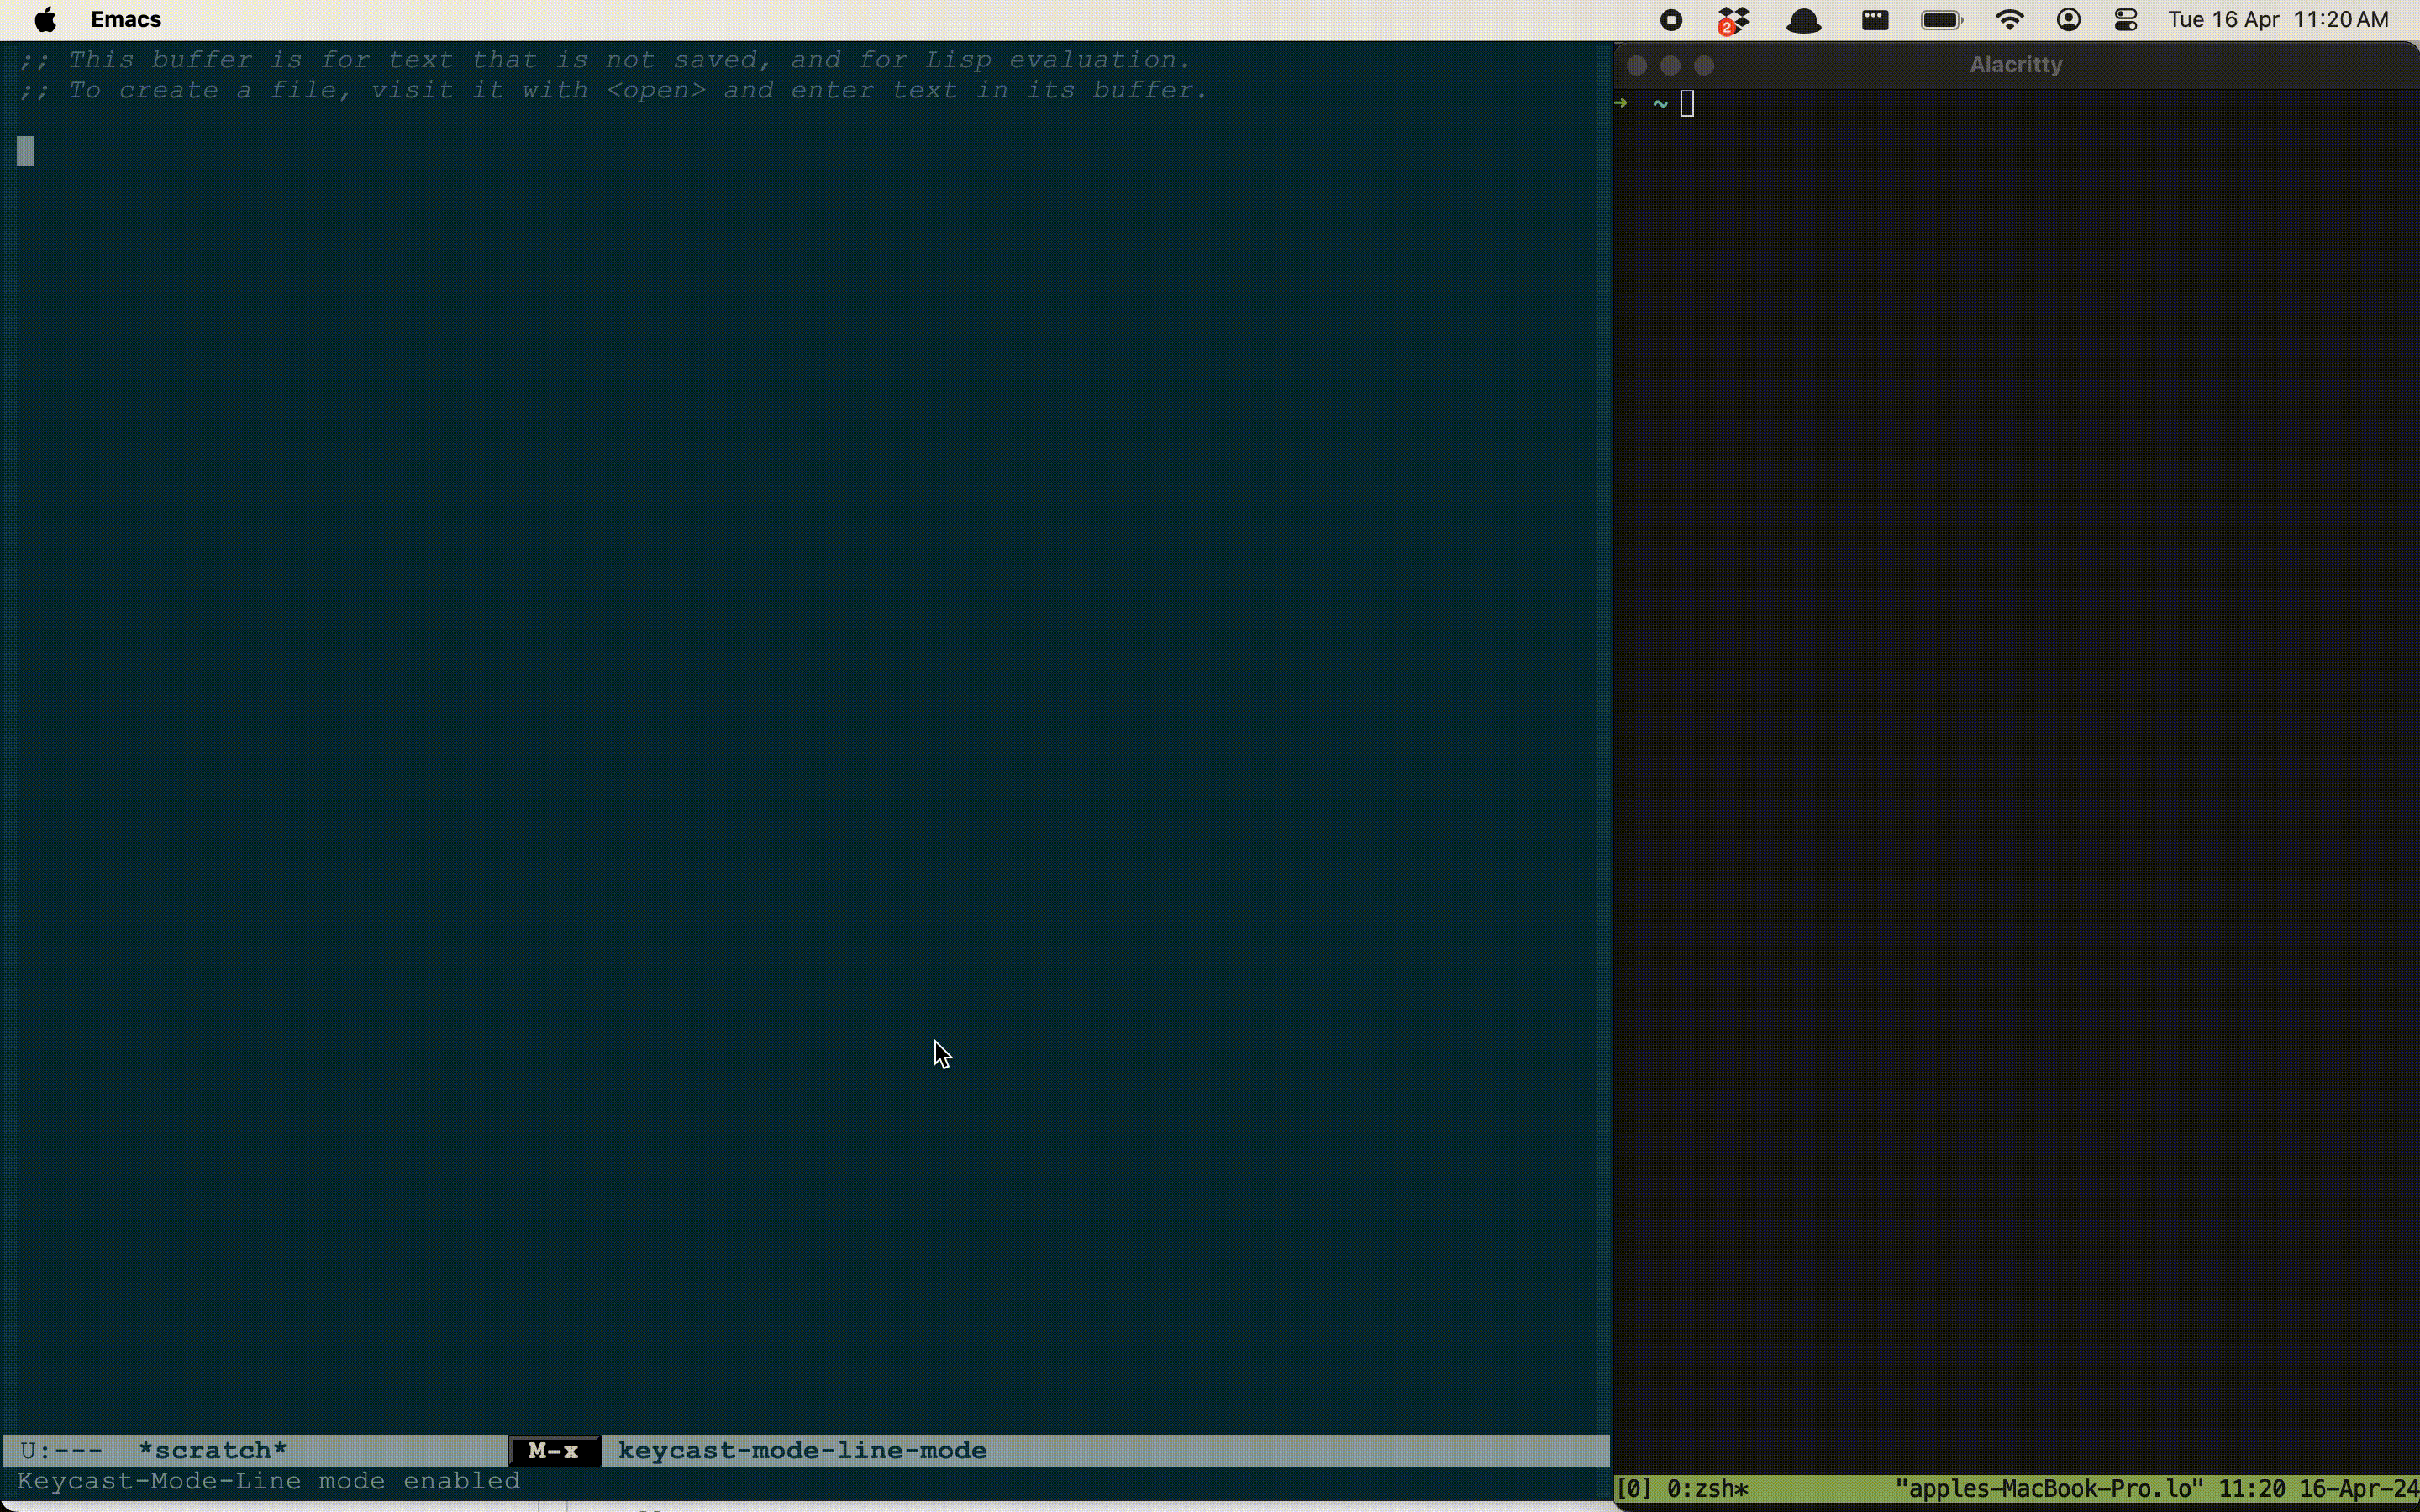 Emacs
2
Tue 16 Apr 11:20 AM
;; This buffer is for text that is not saved, and for Lisp evaluation.
;; To create a file, visit it with <open> and enter text in its buffer.
U:--- *scratch* M-x keycast-mode-line-mode
Keycast-Mode-Line mode enabled
Alacritty
➜ ~
[0] 0:zsh* "apples-MacBook-Pro.lo" 11:20 16-Apr-24